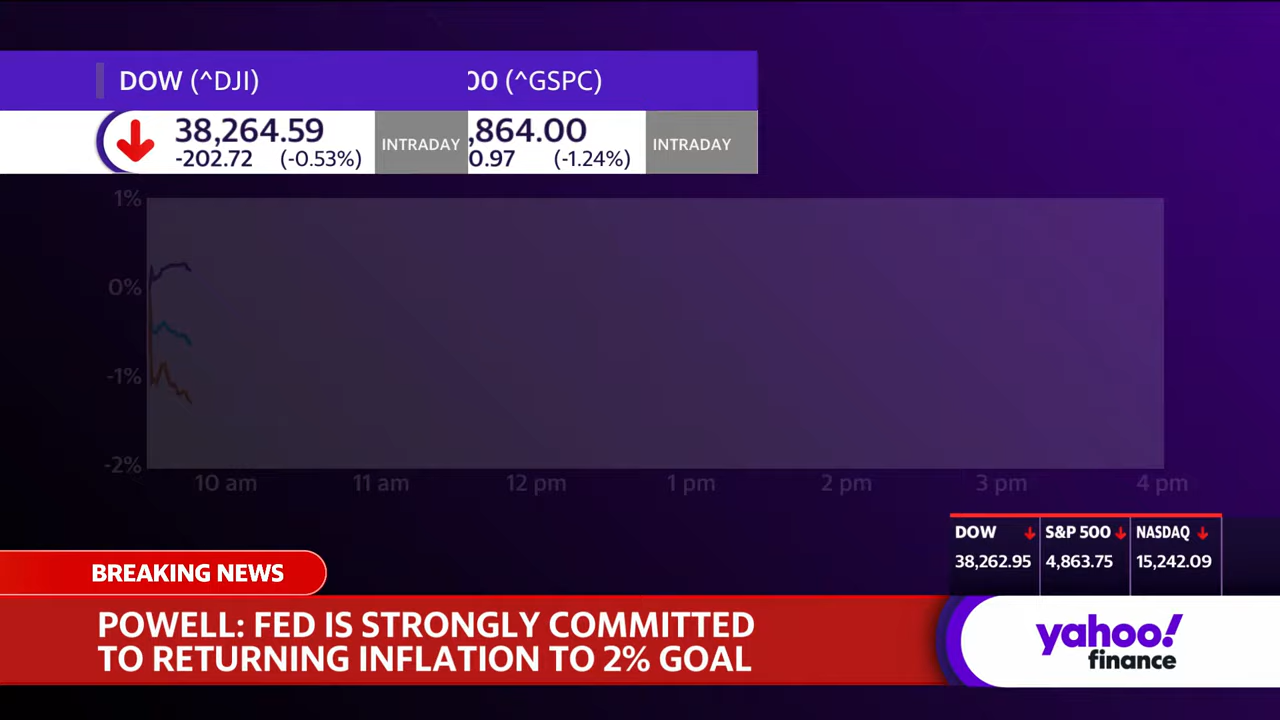 DOW (^DJI)
00 (^GSPC)
38,264.59
-202.72 (-0.53%)
INTRADAY
,864.00
0.97 (-1.24%)
INTRADAY
1%
0%
-1%
-2%
10 am 11 am 12 pm 1 pm 2 pm 3 pm 4 pm
DOW S&P 500 NASDAQ
38,262.95 4,863.75 15,242.09
BREAKING NEWS
POWELL: FED IS STRONGLY COMMITTED
TO RETURNING INFLATION TO 2% GOAL
yahoo!
finance